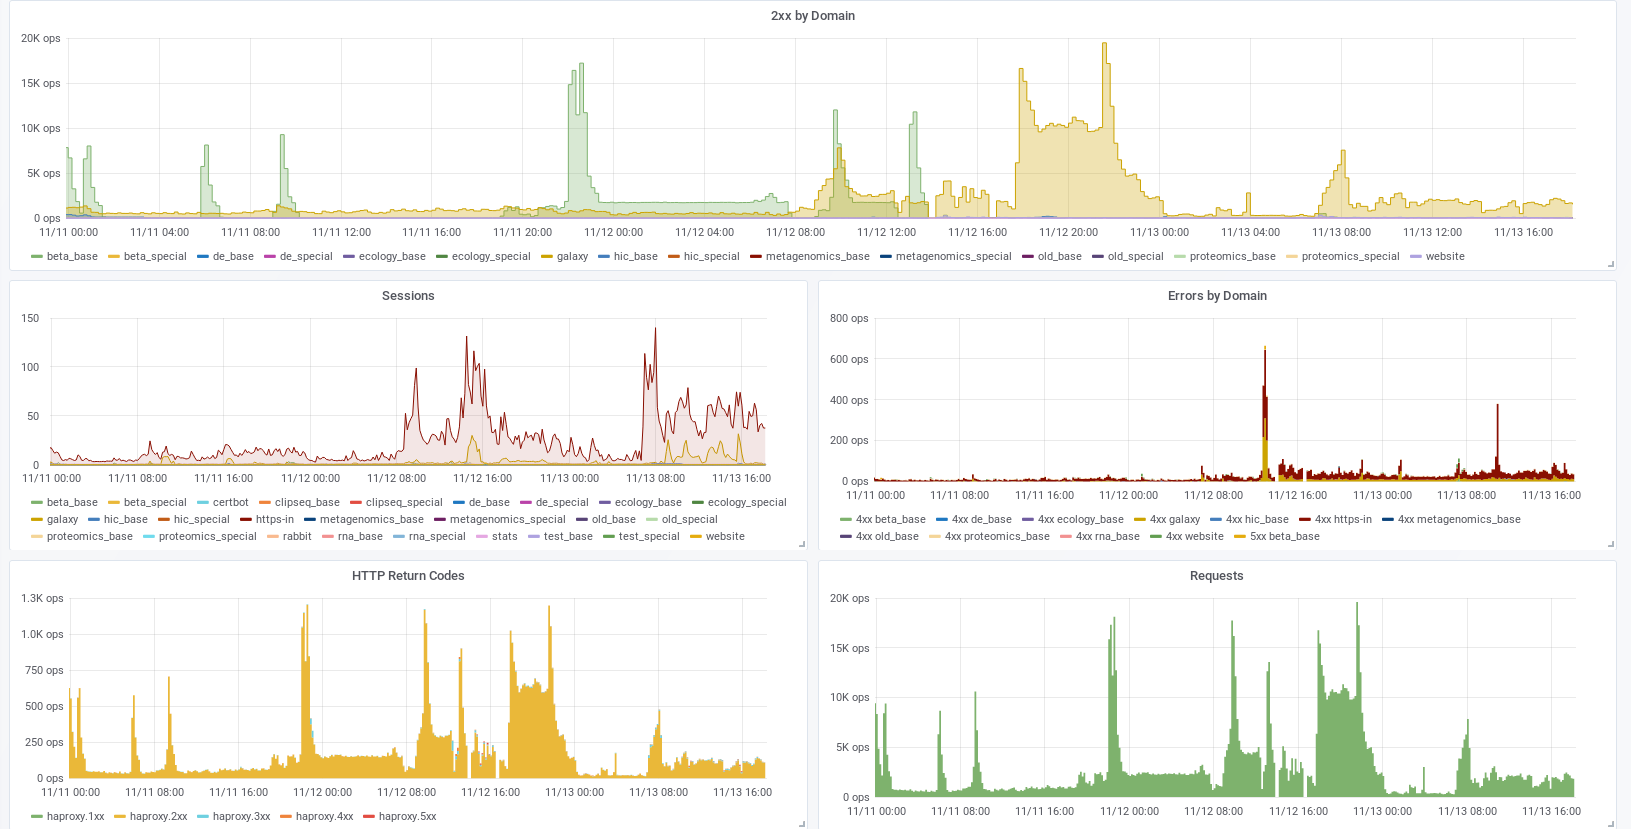 2xx by Domain
20K ops
15K ops
10K ops
5K ops
0 ops
11/11 00:00 11/11 04:00 11/11 08:00 11/11 12:00 11/11 16:00 11/11 20:00 11/12 00:00 11/12 04:00 11/12 08:00 11/12 12:00 11/12 16:00 11/12 20:00 11/13 00:00 11/13 04:00 11/13 08:00 11/13 12:00 11/13 16:00
beta_base beta_special de_base de_special ecology_base ecology_special galaxy hic_base hic_special metagenomics_base metagenomics_special old_base old_special proteomics_base proteomics_special website
Sessions
150
100
50
0
11/11 00:00 11/11 08:00 11/11 16:00 11/12 00:00 11/12 08:00 11/12 16:00 11/13 00:00 11/13 08:00 11/13 16:00
beta_base beta_special certbot clipseq_base clipseq_special de_base de_special ecology_base ecology_special
galaxy hic_base hic_special https-in metagenomics_base metagenomics_special old_base old_special
proteomics_base proteomics_special rabbit rna_base rna_special stats test_base test_special website
Errors by Domain
800 ops
600 ops
400 ops
200 ops
0 ops
11/11 00:00 11/11 08:00 11/11 16:00 11/12 00:00 11/12 08:00 11/12 16:00 11/13 00:00 11/13 08:00 11/13 16:00
4xx beta_base 4xx de_base 4xx ecology_base 4xx galaxy 4xx hic_base 4xx https-in 4xx metagenomics_base
4xx old_base 4xx proteomics_base 4xx rna_base 4xx website 5xx beta_base
HTTP Return Codes
1.3K ops
1.0K ops
750 ops
500 ops
250 ops
0 ops
11/11 00:00 11/11 08:00 11/11 16:00 11/12 00:00 11/12 08:00 11/12 16:00 11/13 00:00 11/13 08:00 11/13 16:00
haproxy.1xx haproxy.2xx haproxy.3xx haproxy.4xx haproxy.5xx
Requests
20K ops
15K ops
10K ops
5K ops
0 ops
11/11 00:00 11/11 08:00 11/11 16:00 11/12 00:00 11/12 08:00 11/12 16:00 11/13 00:00 11/13 08:00 11/13 16:00